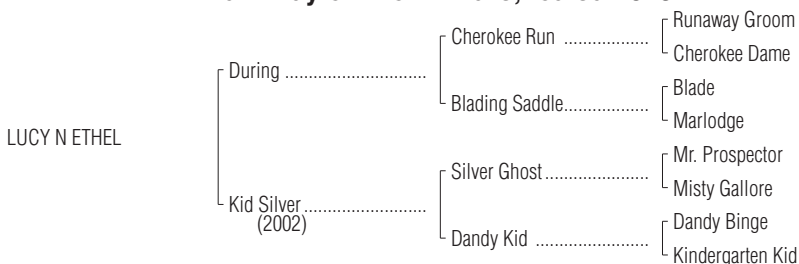 Runaway Groom
Cherokee Run ..................
Cherokee Dame
During ..............................
Blade
Blading Saddle..................
Marlodge
LUCY N ETHEL
Mr. Prospector
Silver Ghost......................
Misty Gallore
Kid Silver..........................
(2002)
Dandy Binge
Dandy Kid ........................
Kindergarten Kid